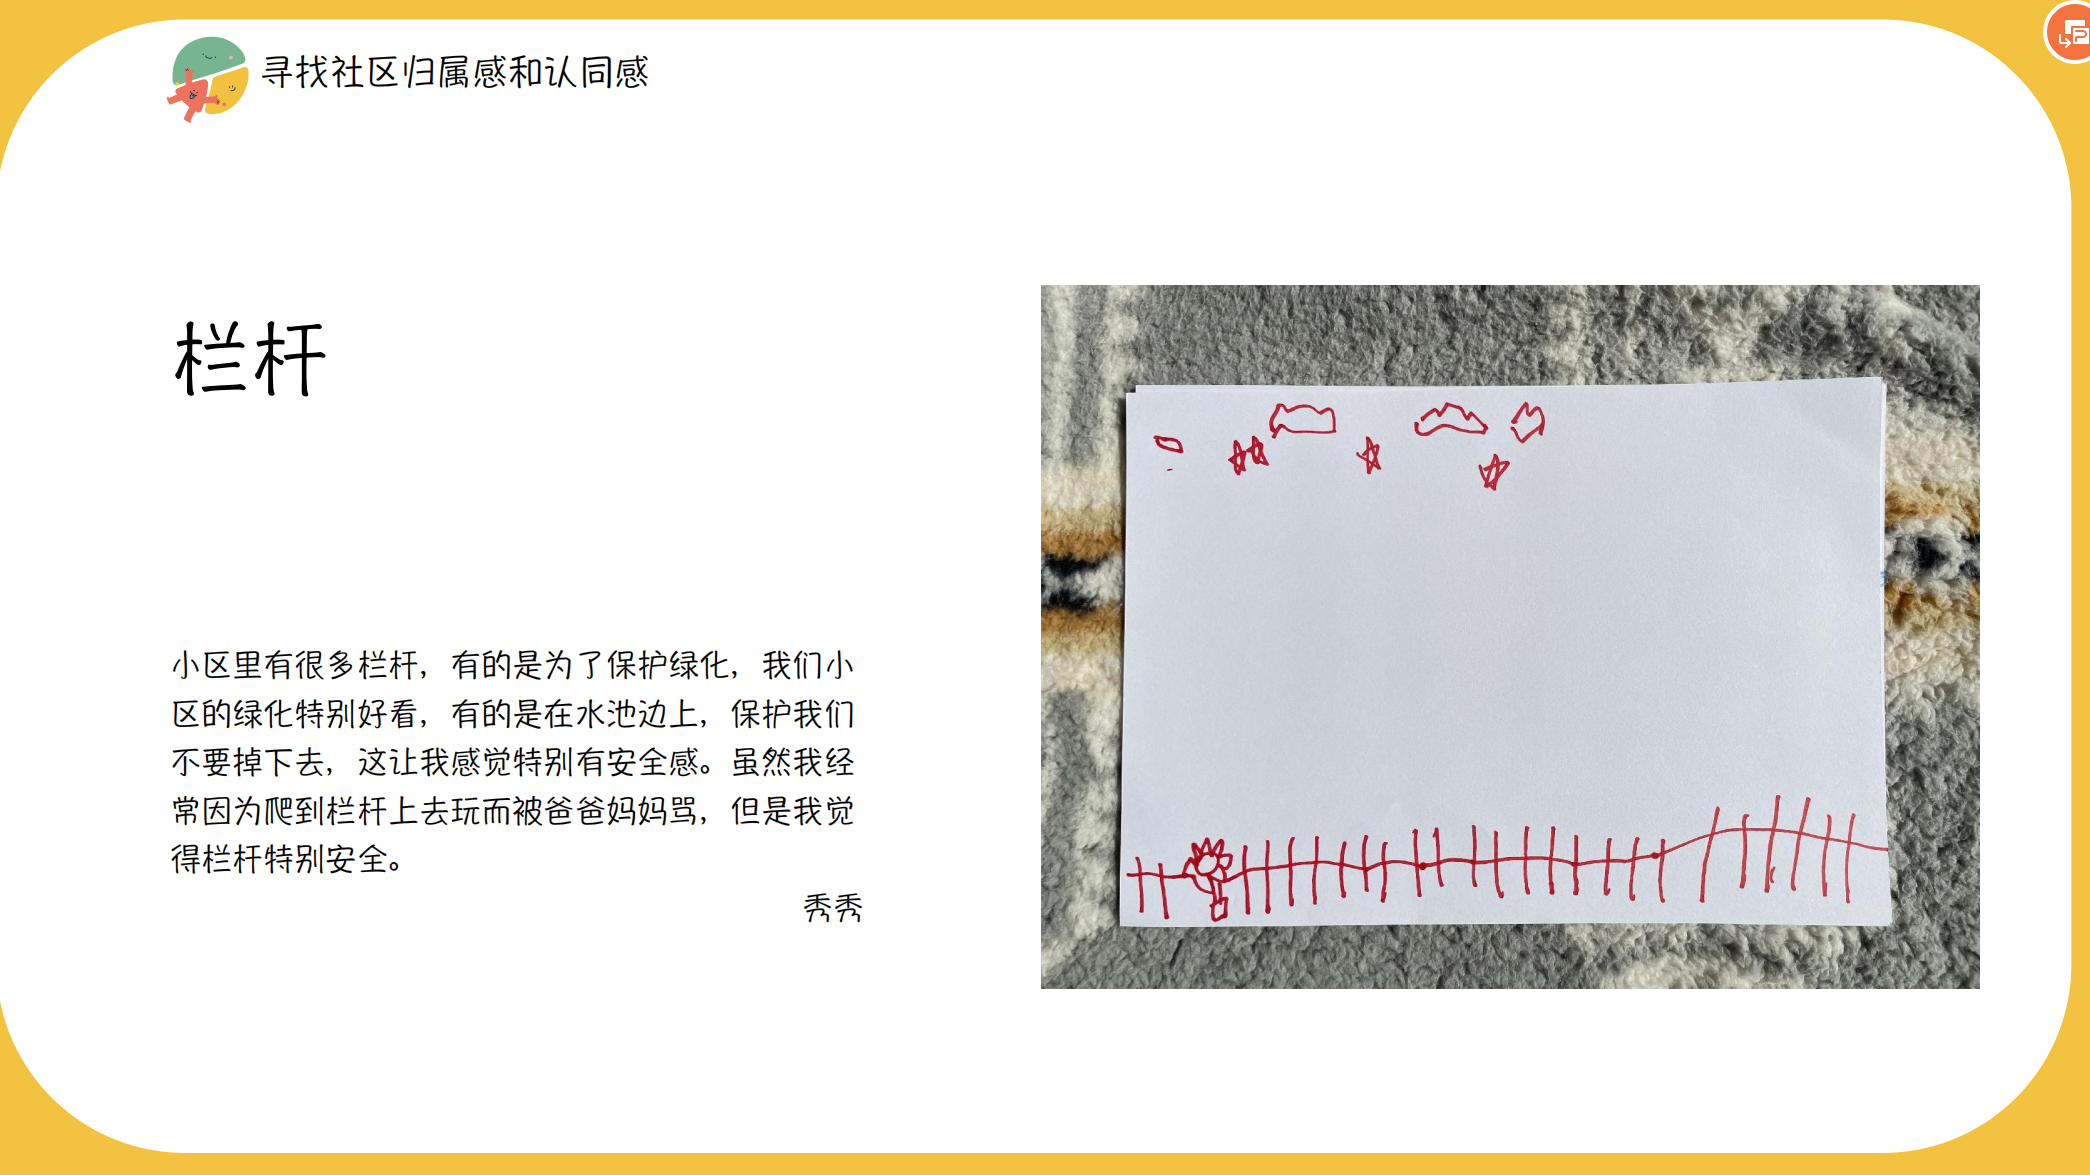 寻找社区归属感和认同感
栏杆
小区里有很多栏杆，有的是为了保护绿化，我们小
区的绿化特别好看，有的是在水池边上，保护我们
不要掉下去，这让我感觉特别有安全感。虽然我经
常因为爬到栏杆上去玩而被爸爸妈妈骂，但是我觉
得栏杆特别安全。
秀秀